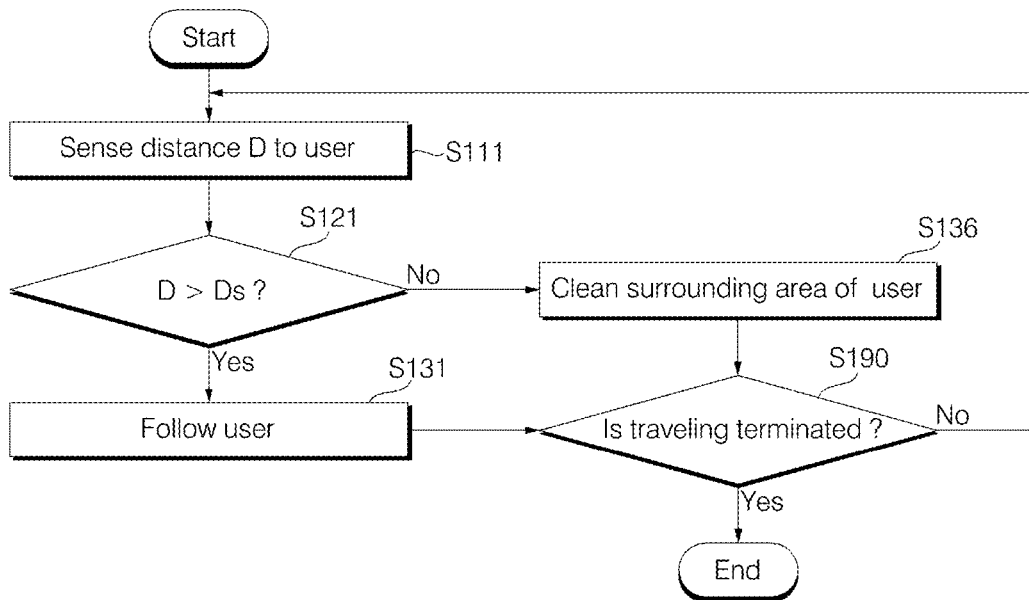 Start
Sense distance D to user
S111
S121
D > Ds ?
No
Yes
S136
Clean surrounding area of user
S131
Follow user
S190
Is traveling terminated ?
No
Yes
End